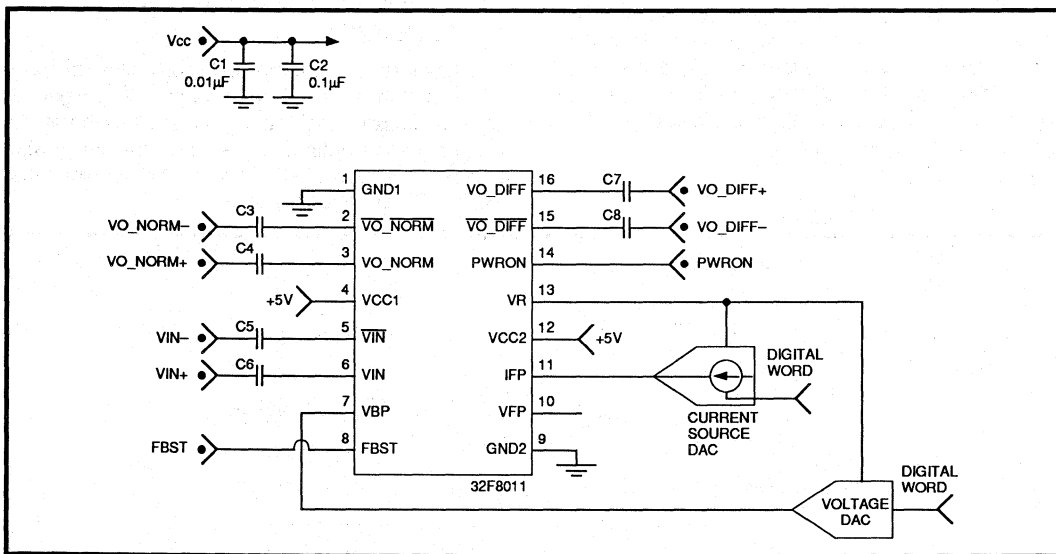 Vcc
C1
0.01µF
C2
0.1µF
1
GND1
VO_DIFF
16
C7
VO_DIFF+
VO_NORM–
C3
2
VO_NORM
VO_DIFF
15
C8
VO_DIFF–
VO_NORM+
C4
3
VO_NORM
PWRON
14
PWRON
+5V
4
VCC1
VR
13
VIN–
C5
5
VIN
VCC2
12
+5V
DIGITAL
WORD
VIN+
C6
6
VIN
IFP
11
7
VBP
VFP
10
CURRENT
SOURCE
DAC
FBST
8
FBST
GND2
9
32F8011
DIGITAL
WORD
VOLTAGE
DAC